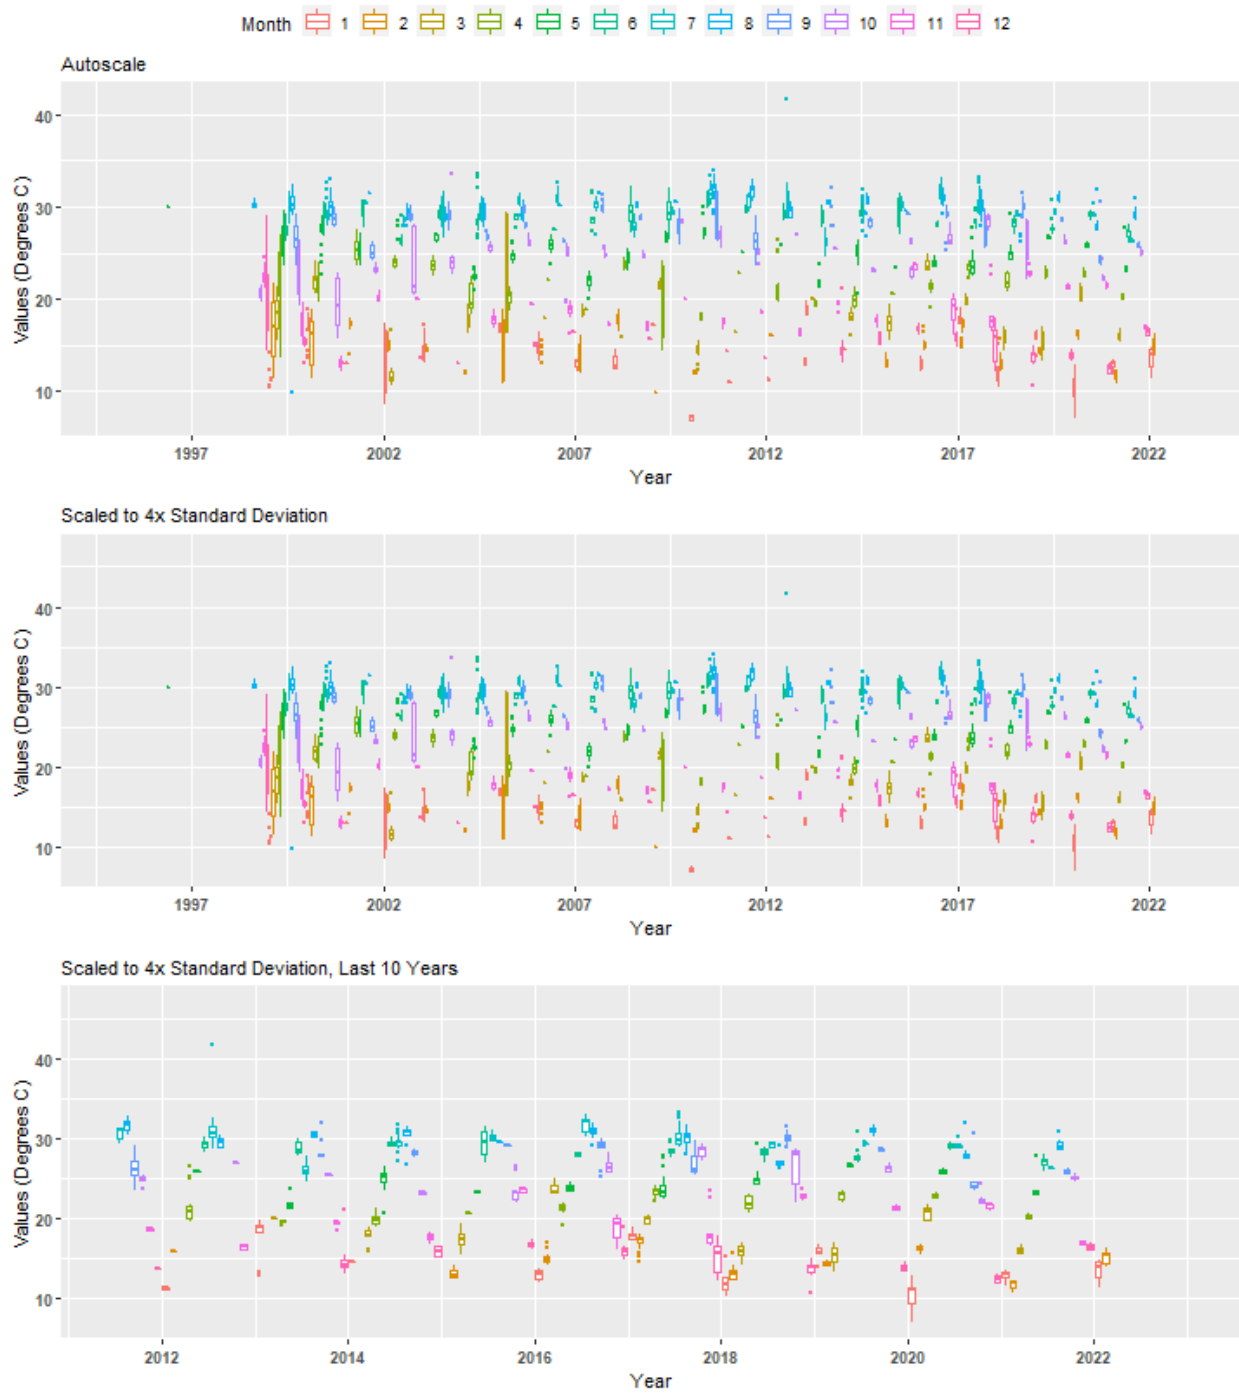 Month 1 2 3 4 5 6 7 8 9 10 11 12
Autoscale
Values (Degrees C)
40
30
20
10
1997 2002 2007 2012 2017 2022
Year
Scaled to 4x Standard Deviation
Values (Degrees C)
40
30
20
10
1997 2002 2007 2012 2017 2022
Year
Scaled to 4x Standard Deviation, Last 10 Years
Values (Degrees C)
40
30
20
10
2012 2014 2016 2018 2020 2022
Year